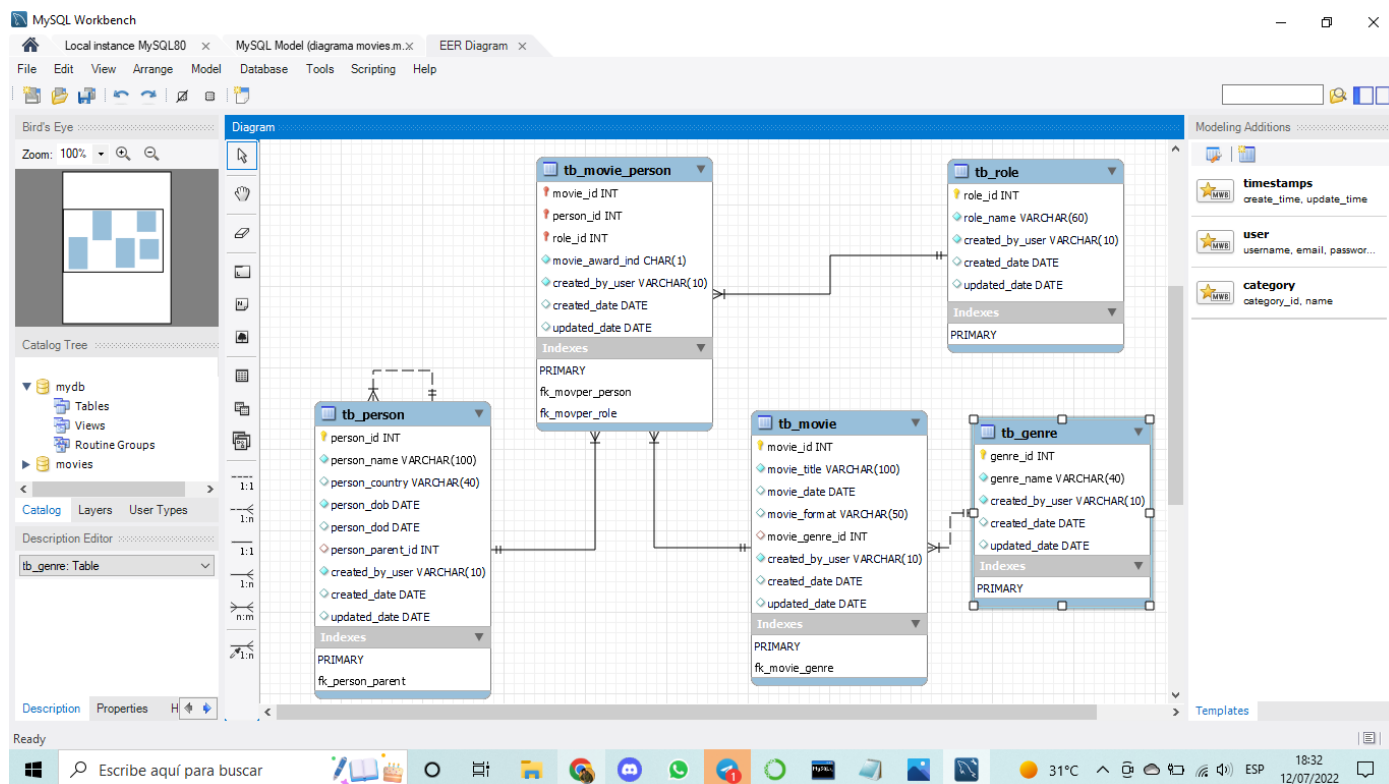 MySQL Workbench
Local instance MySQL80
MySQL Model (diagrama movies.m.
EER Diagram
File Edit View Arrange Model Database Tools Scripting Help
Bird's Eye
Zoom: 100%
Catalog Tree
mydb
Tables
Views
Routine Groups
movies
Catalog Layers User Types
Description Editor
tb_genre: Table
Description Properties H
Diagram
1:1
1:n
1:1
1:n
n:m
1:n
tb_movie_person
movie_id INT
person_id INT
role_id INT
movie_award_ind CHAR(1)
created_by_user VARCHAR(10)
created_date DATE
updated_date DATE
Indexes
PRIMARY
fk_movper_person
fk_movper_role
tb_role
role_id INT
role_name VARCHAR(60)
created_by_user VARCHAR(10)
created_date DATE
updated_date DATE
Indexes
PRIMARY
tb_person
person_id INT
person_name VARCHAR(100)
person_country VARCHAR(40)
person_dob DATE
person_dod DATE
person_parent_id INT
created_by_user VARCHAR(10)
created_date DATE
updated_date DATE
Indexes
PRIMARY
fk_person_parent
tb_movie
movie_id INT
movie_title VARCHAR(100)
movie_date DATE
movie_format VARCHAR(50)
movie_genre_id INT
created_by_user VARCHAR(10)
created_date DATE
updated_date DATE
Indexes
PRIMARY
fk_movie_genre
tb_genre
genre_id INT
genre_name VARCHAR(40)
created_by_user VARCHAR(10)
created_date DATE
updated_date DATE
Indexes
PRIMARY
Modeling Additions
MWB
timestamps
create_time, update_time
MWB
user
username, email, passwor...
MWB
category
category_id, name
Templates
Ready
Escribe aquí para buscar
1
31°C
ESP
18:32
12/07/2022